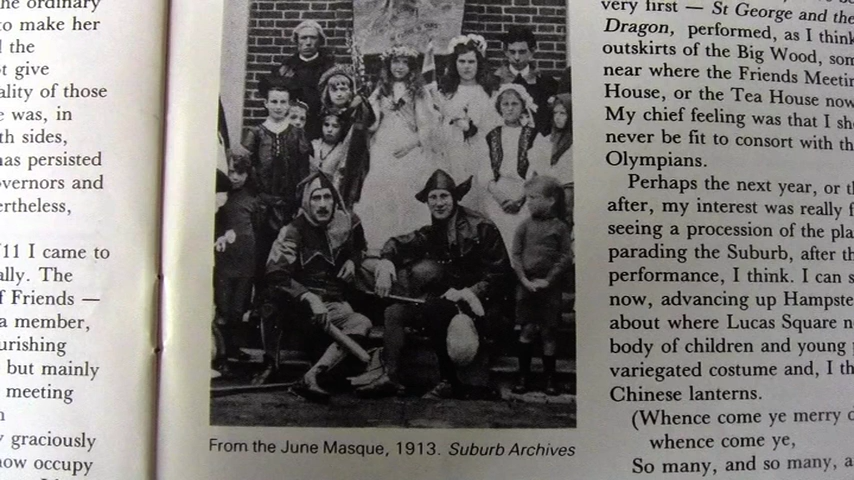 he ordinary
to make her
the
t give
ality of those
e was, in
th sides,
has persisted
vernors and
ertheless,
'11 I came to
ally. The
f Friends —
a member,
urishing
but mainly
meeting
graciously
now occupy
From the June Masque, 1913. Suburb Archives
very first — St George and the
Dragon, performed, as I think
outskirts of the Big Wood, som
near where the Friends Meetin
House, or the Tea House now
My chief feeling was that I sho
never be fit to consort with th
Olympians.
Perhaps the next year, or th
after, my interest was really f
seeing a procession of the pla
parading the Suburb, after th
performance, I think. I can s
now, advancing up Hampste
about where Lucas Square n
body of children and young p
variegated costume and, I th
Chinese lanterns.
(Whence come ye merry d
whence come ye,
So many, and so many, a